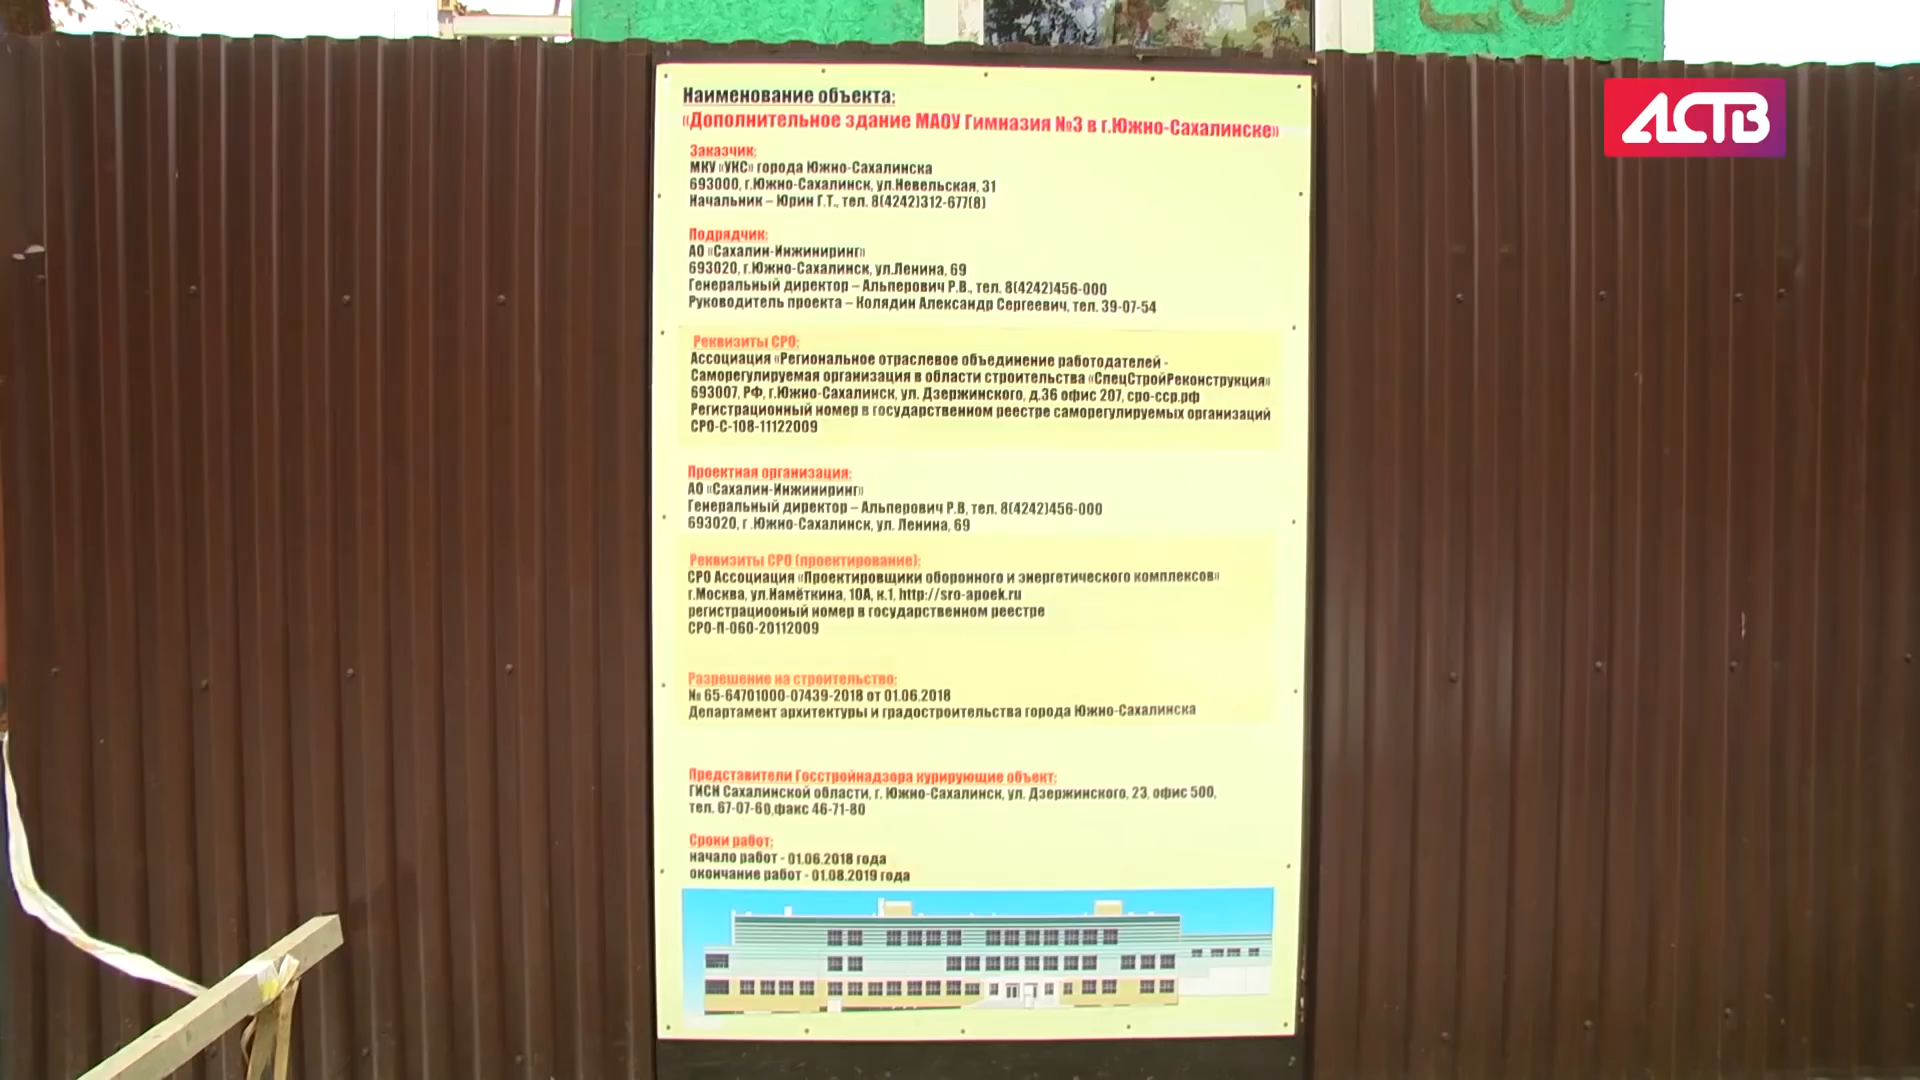 АСТВ
Наименование объекта:
«Дополнительное здание МАОУ Гимназия №3 в г.Южно-Сахалинске»
Заказчик:
МКУ «УКС» города Южно-Сахалинска
693000, г.Южно-Сахалинск, ул.Невельская, 31
Начальник – Юрин Г.Т., тел. 8(4242)312-677(8)
Подрядчик:
АО «Сахалин-Инжиниринг»
693020, г.Южно-Сахалинск, ул.Ленина, 69
Генеральный директор – Альперович Р.В., тел. 8(4242)456-000
Руководитель проекта – Колядин Александр Сергеевич, тел. 39-07-54
Реквизиты СРО:
Ассоциация «Региональное отраслевое объединение работодателей -
Саморегулируемая организация в области строительства «СпецСтройРеконструкция»
693007, РФ, г.Южно-Сахалинск, ул. Дзержинского, д.36 офис 207, сро-сср.рф
Регистрационный номер в государственном реестре саморегулируемых организаций
СРО-С-108-11122009
Проектная организация:
АО «Сахалин-Инжиниринг»
Генеральный директор – Альперович Р.В, тел. 8(4242)456-000
693020, г .Южно-Сахалинск, ул. Ленина, 69
Реквизиты СРО (проектирование):
СРО Ассоциация «Проектировщики оборонного и энергетического комплексов»
г.Москва, ул.Намёткина, 10А, к.1, http://sro-apoek.ru
регистрациооный номер в государственном реестре
СРО-П-060-20112009
Разрешение на строительство:
№ 65-64701000-07439-2018 от 01.06.2018
Департамент архитектуры и градостроительства города Южно-Сахалинска
Представители Госстройнадзора курирующие объект:
ГИСН Сахалинской области, г. Южно-Сахалинск, ул. Дзержинского, 23, офис 500,
тел. 67-07-60,факс 46-71-80
Сроки работ:
начало работ - 01.06.2018 года
окончание работ - 01.08.2019 года